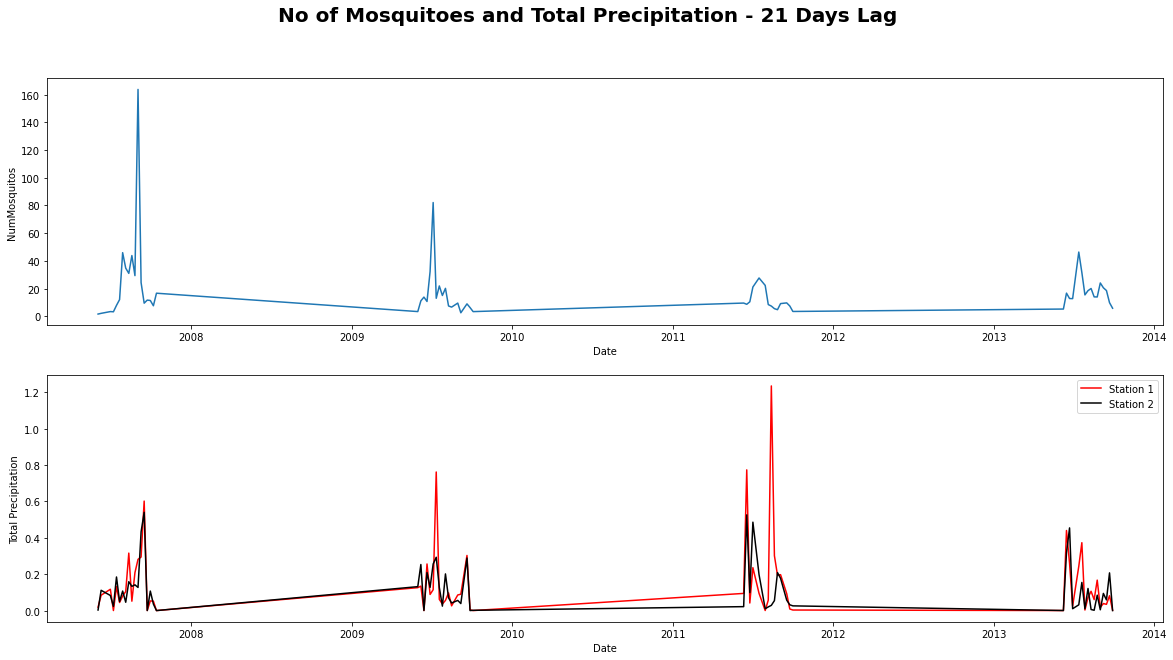 No of Mosquitoes and Total Precipitation - 21 Days Lag
160
140
120
100
80
60
40
20
0
NumMosquitos
2008 2009 2010 2011 2012 2013 2014
Date
1.2
1.0
0.8
0.6
0.4
0.2
0.0
Total Precipitation
Station 1
Station 2
2008 2009 2010 2011 2012 2013 2014
Date